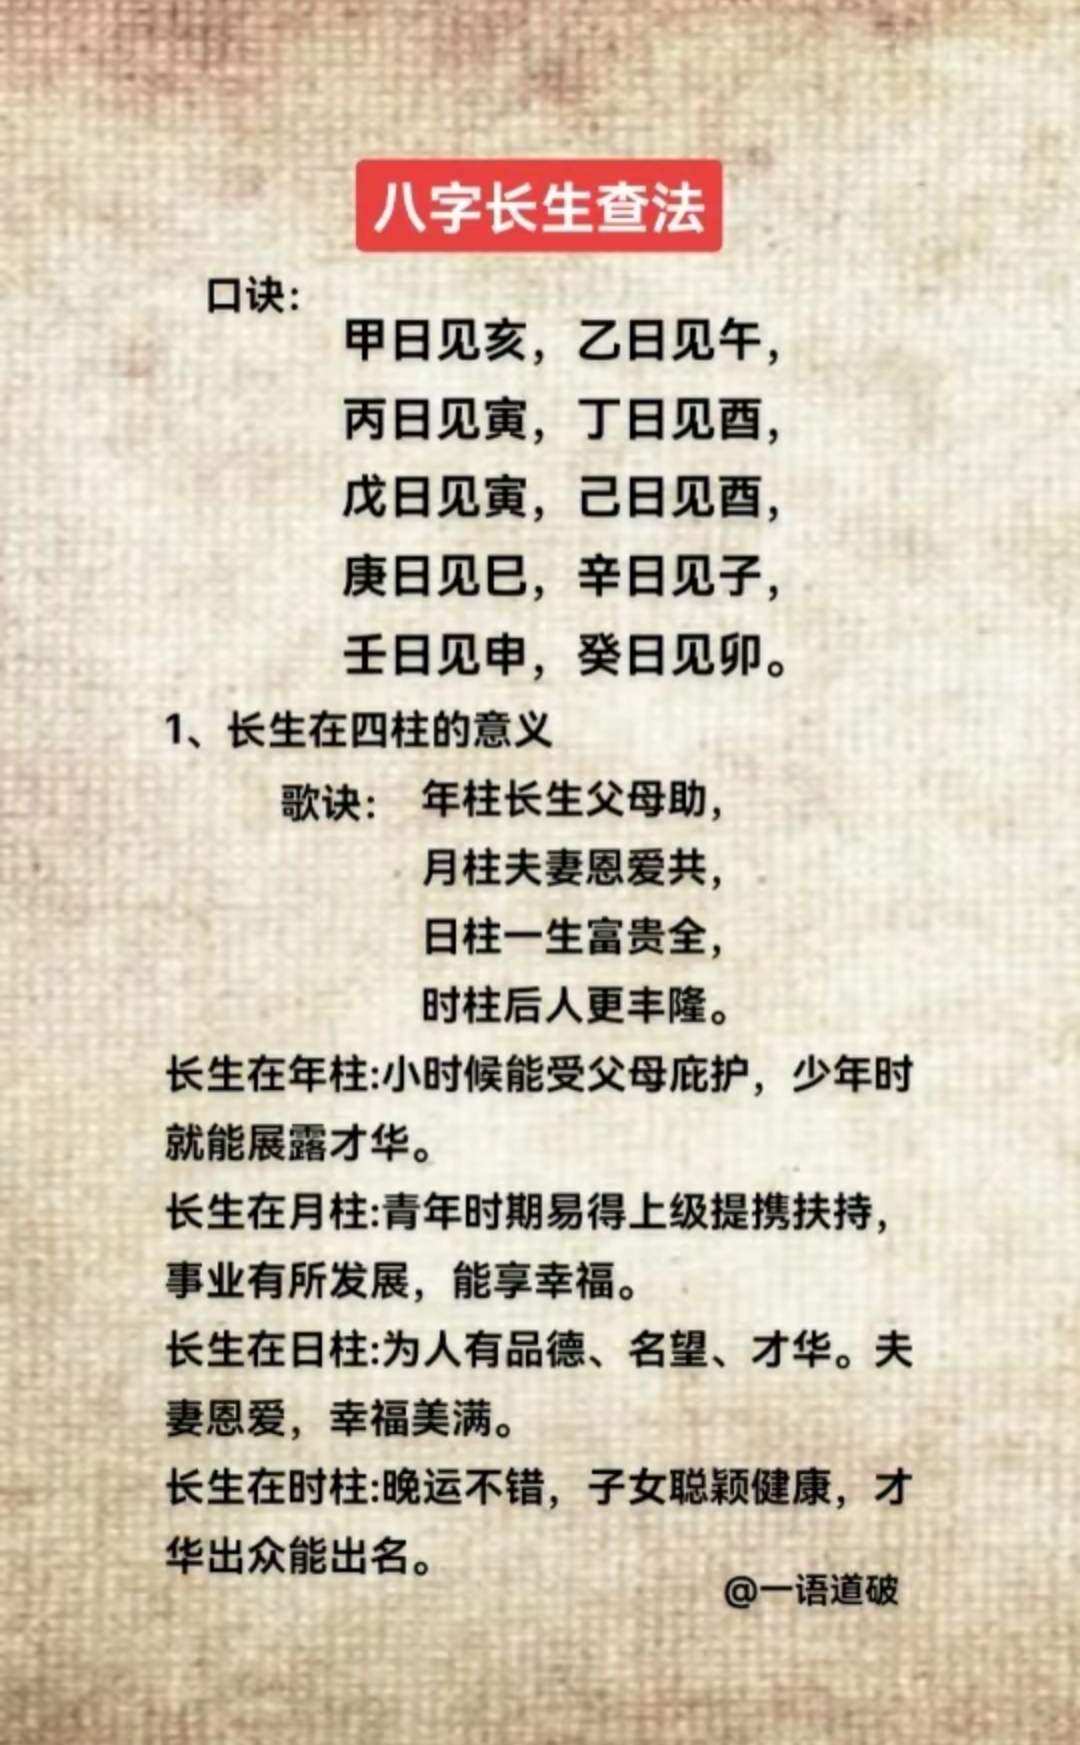 八字长生查法
口诀：
甲日见亥，乙日见午，
丙日见寅，丁日见酉，
戊日见寅，己日见酉，
庚日见巳，辛日见子，
壬日见申，癸日见卯。
1、长生在四柱的意义
歌诀： 年柱长生父母助，
月柱夫妻恩爱共，
日柱一生富贵全，
时柱后人更丰隆。
长生在年柱:小时候能受父母庇护，少年时
就能展露才华。
长生在月柱:青年时期易得上级提携扶持，
事业有所发展，能享幸福。
长生在日柱:为人有品德、名望、才华。夫
妻恩爱，幸福美满。
长生在时柱:晚运不错，子女聪颖健康，才
华出众能出名。
@一语道破